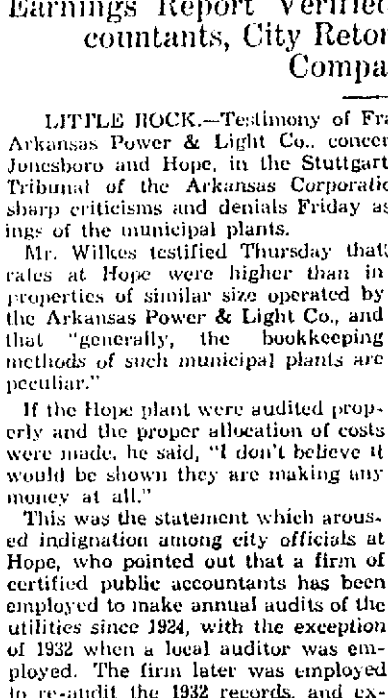 Earnings Report Verifie
countants, City Retor
Compa
LITTLE ROCK.—Testimony of Fra
Arkansas Power & Light Co., concer
Jonesboro and Hope, in the Stuttgart
Tribunal of the Arkansas Corporatio
sharp criticisms and denials Friday as
ings of the municipal plants.
Mr. Wilkes testified Thursday that
rates at Hope were higher than in
properties of similar size operated by
the Arkansas Power & Light Co., and
that "generally, the bookkeeping
methods of such municipal plants are
peculiar."
If the Hope plant were audited prop-
erly and the proper allocation of costs
were made, he said, "I don't believe it
would be shown they are making any
money at all."
This was the statement which arous-
ed indignation among city officials at
Hope, who pointed out that a firm of
certified public accountants has been
employed to make annual audits of the
utilities since 1924, with the exception
of 1932 when a local auditor was em-
ployed. The firm later was employed
to re-audit the 1932 records, and ex-